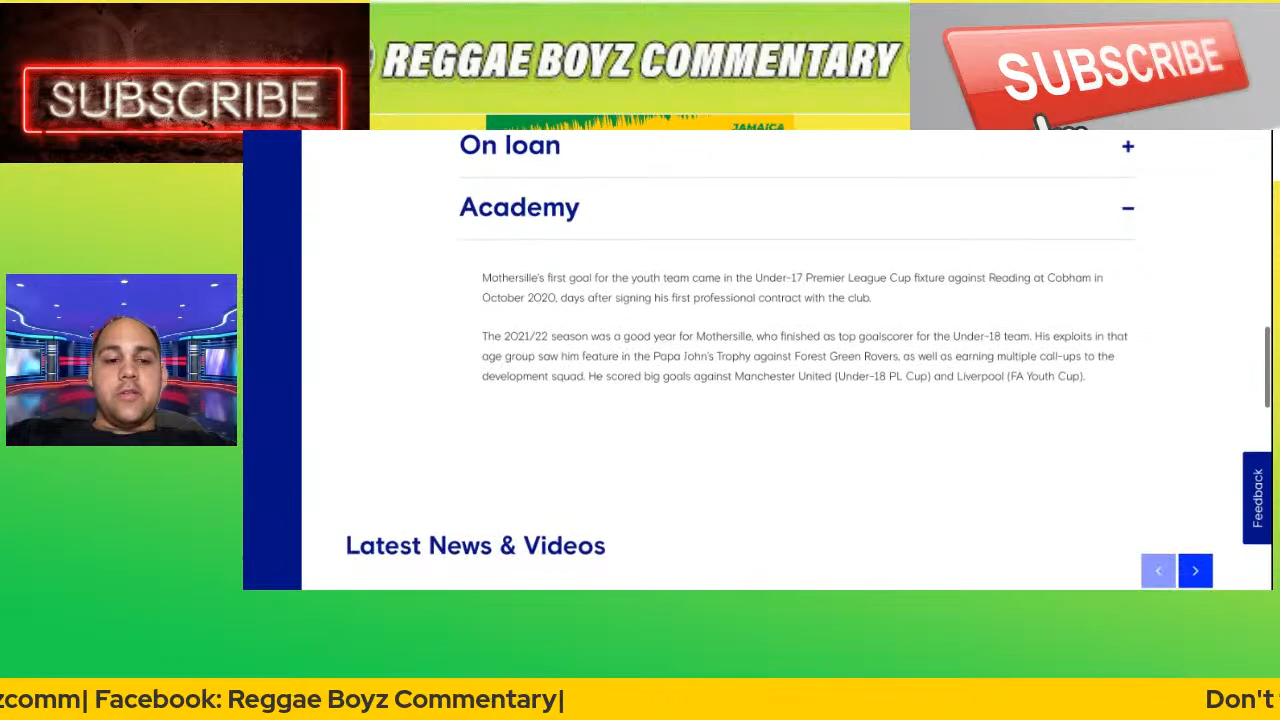 SUBSCRIBE
REGGAE BOYZ COMMENTARY
SUBSCRIBE
JAMAICA
On loan
+
Academy
–
Mothersille's first goal for the youth team came in the Under-17 Premier League Cup fixture against Reading at Cobham in
October 2020, days after signing his first professional contract with the club.
The 2021/22 season was a good year for Mothersille, who finished as top goalscorer for the Under-18 team. His exploits in that
age group saw him feature in the Papa John's Trophy against Forest Green Rovers, as well as earning multiple call-ups to the
development squad. He scored big goals against Manchester United (Under-18 PL Cup) and Liverpool (FA Youth Cup).
Feedback
Latest News & Videos
zcomm| Facebook: Reggae Boyz Commentary|
Don't